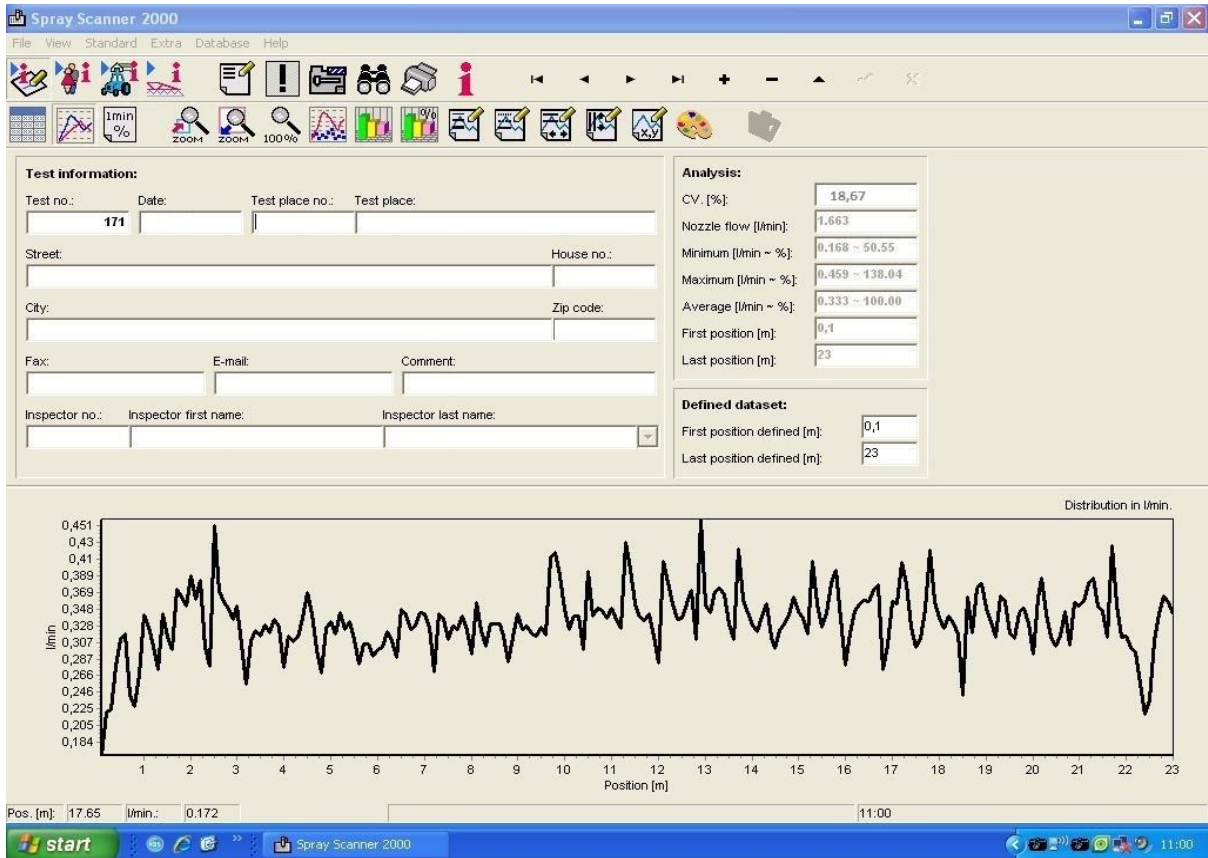 Spray Scanner 2000
File View Standard Extra Database Help
1min
%
ZOOM ZOOM 100% % x,y
Test information:
Test no.: Date: Test place no.: Test place:
171
Street: House no.:
City: Zip code:
Fax: E-mail: Comment:
Inspector no.: Inspector first name: Inspector last name:
Analysis:
CV. [%]: 18,67
Nozzle flow [l/min]: 1.663
Minimum [l/min ~ %]: 0.168 ~ 50.55
Maximum [l/min ~ %]: 0.459 ~ 138.04
Average [l/min ~ %]: 0.333 ~ 100.00
First position [m]: 0,1
Last position [m]: 23
Defined dataset:
First position defined [m]: 0,1
Last position defined [m]: 23
Distribution in l/min.
0,451
0,43
0,41
0,389
0,369
0,348
0,328
0,307
0,287
0,266
0,246
0,225
0,205
0,184
l/min
1 2 3 4 5 6 7 8 9 10 11 12 13 14 15 16 17 18 19 20 21 22 23
Position [m]
Pos. [m]: 17.65 l/min.: 0.172 11:00
start Spray Scanner 2000 11:00